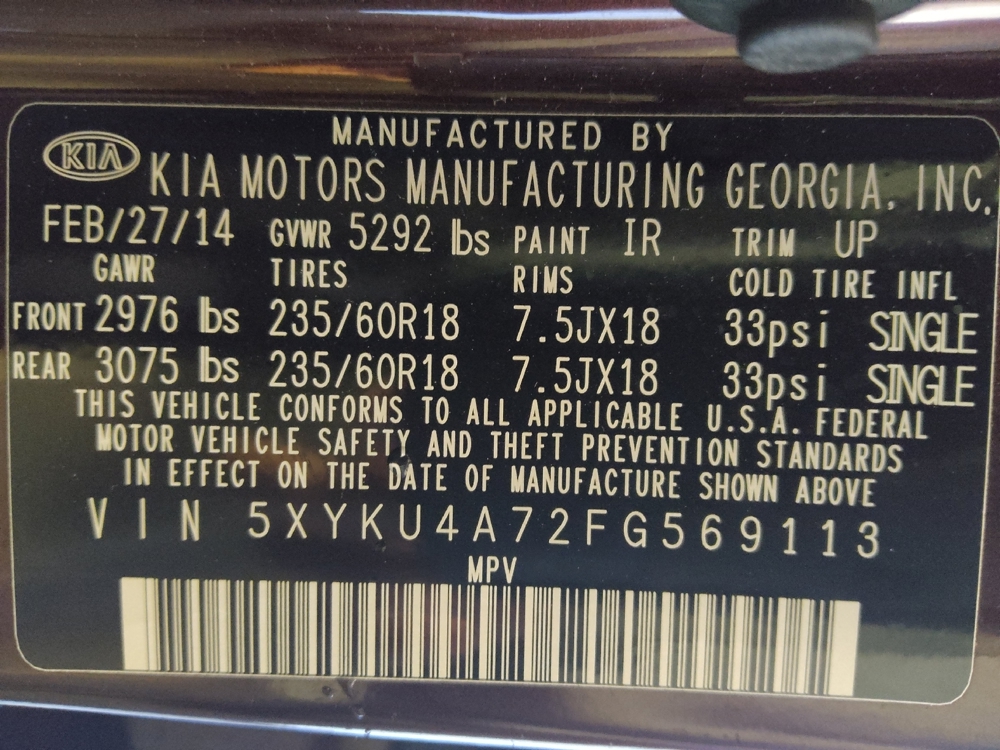 MANUFACTURED BY
KIA KIA MOTORS MANUFACTURING GEORGIA, INC.
FEB/27/14 GVWR 5292 lbs PAINT IR TRIM UP
GAWR TIRES RIMS COLD TIRE INFL
FRONT 2976 lbs 235/60R18 7.5JX18 33psi SINGLE
REAR 3075 lbs 235/60R18 7.5JX18 33psi SINGLE
THIS VEHICLE CONFORMS TO ALL APPLICABLE U.S.A. FEDERAL
MOTOR VEHICLE SAFETY AND THEFT PREVENTION STANDARDS
IN EFFECT ON THE DATE OF MANUFACTURE SHOWN ABOVE
VIN 5XYKU4A72FG569113
MPV